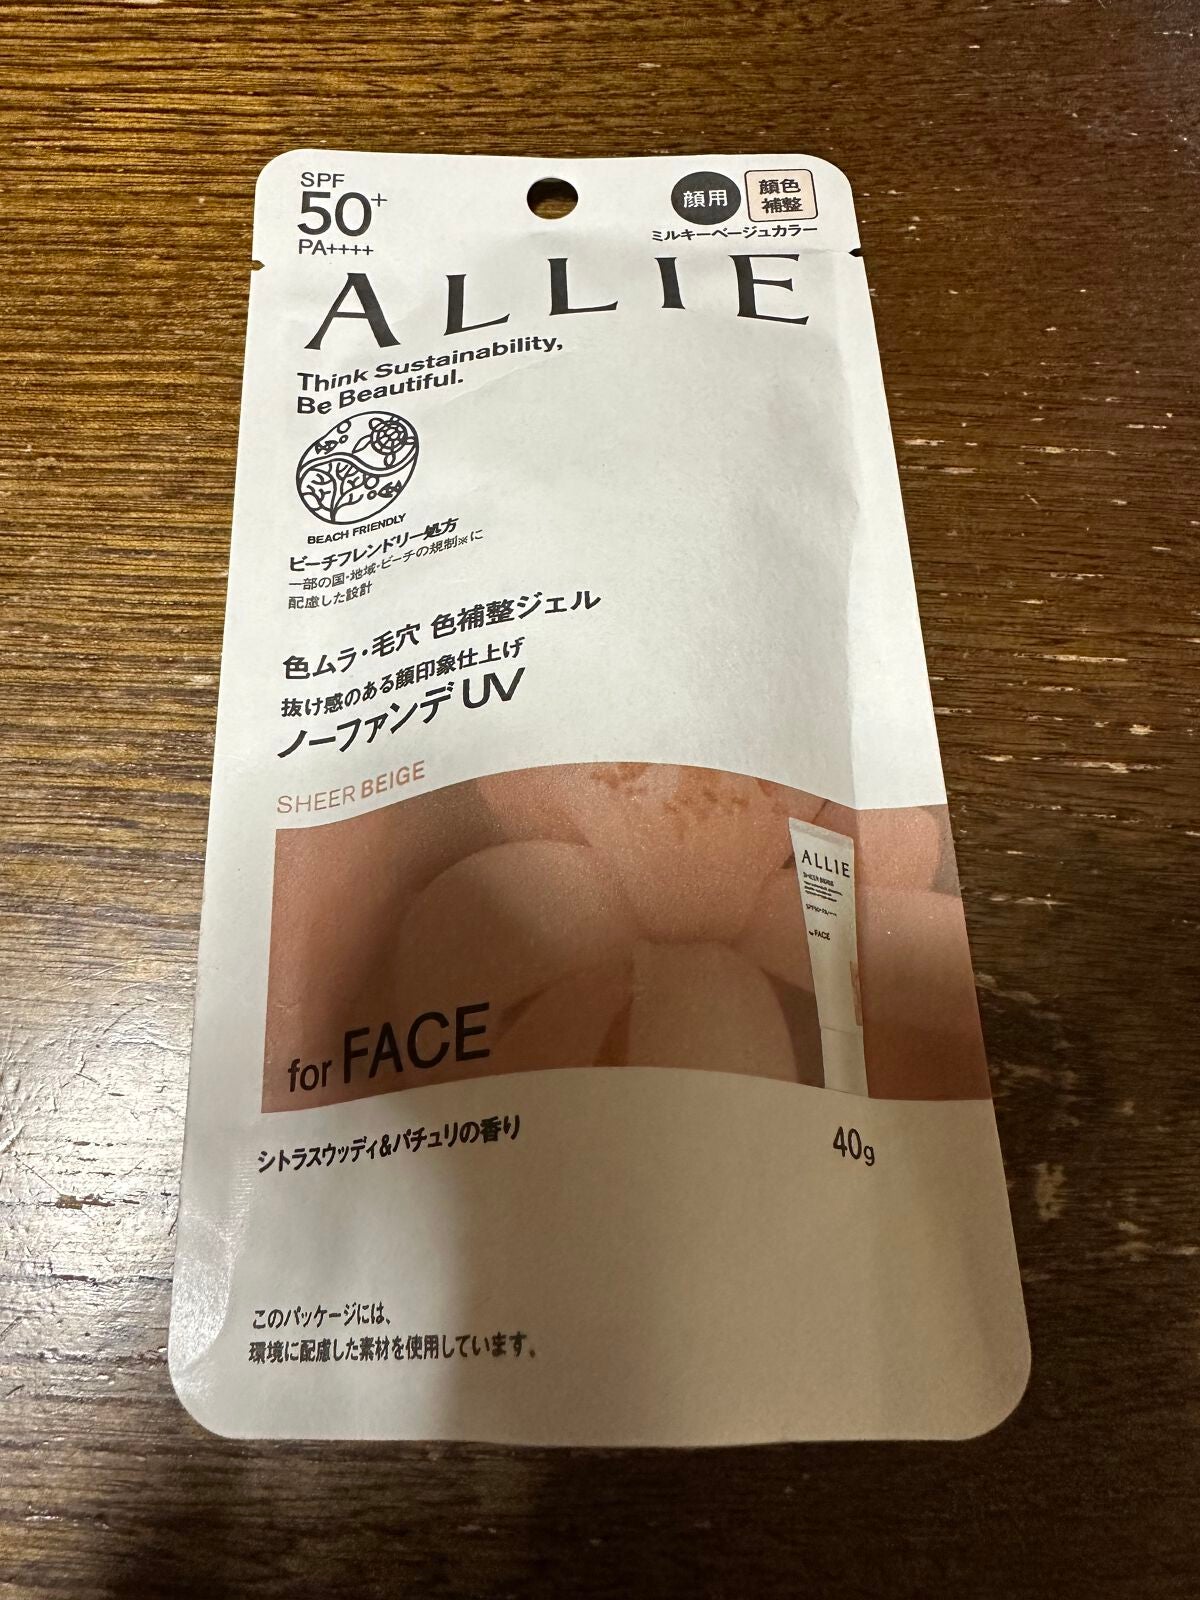 SPF
50+
PA++++
顔用
顔色
補整
ミルキーベージュカラー
ALLIE
Think Sustainability,
Be Beautiful.
BEACH FRIENDLY
ビーチフレンドリー処方
一部の国・地域・ビーチの規制※に
配慮した設計
色ムラ・毛穴 色補整ジェル
抜け感のある顔印象仕上げ
ノーファンデUV
SHEER BEIGE
ALLIE
SHEER BEIGE
SPF50+ PA++++
for FACE
for FACE
シトラスウッディ&パチュリの香り
40g
このパッケージには、
環境に配慮した素材を使用しています。